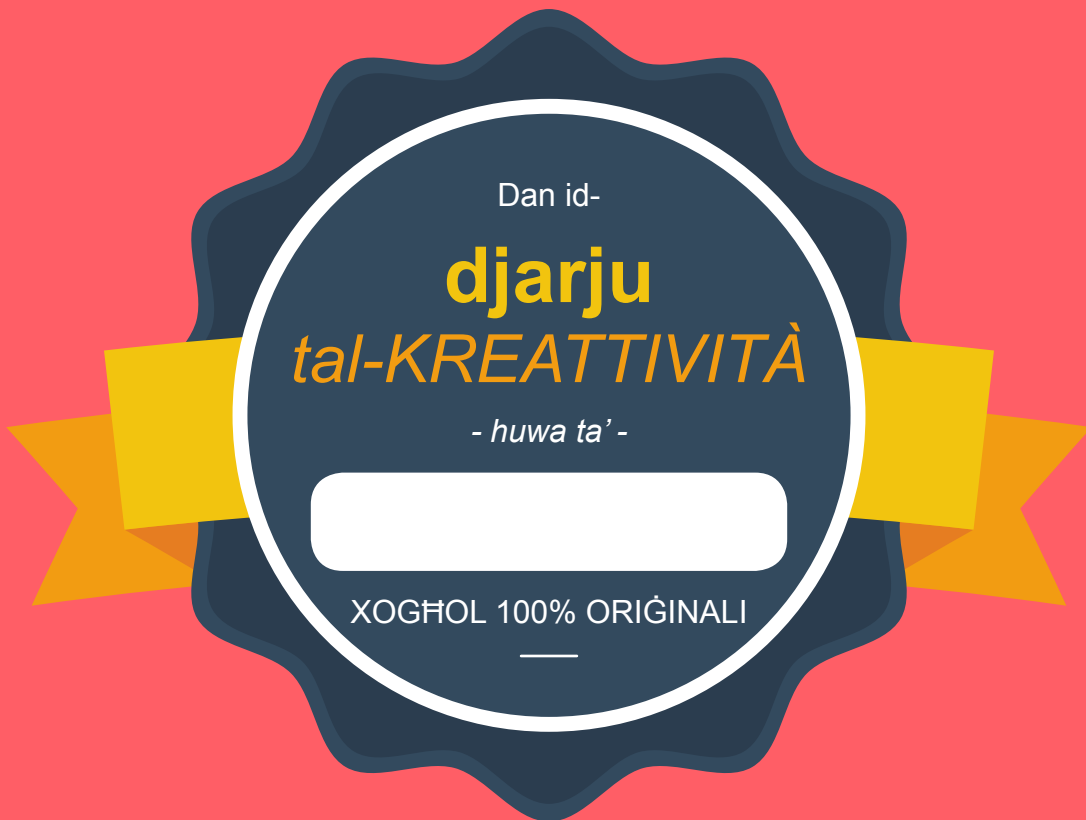 Dan id-
djarju
tal-KREATTIVITÀ
- huwa ta’ -
XOGĦOL 100% ORIĠINALI